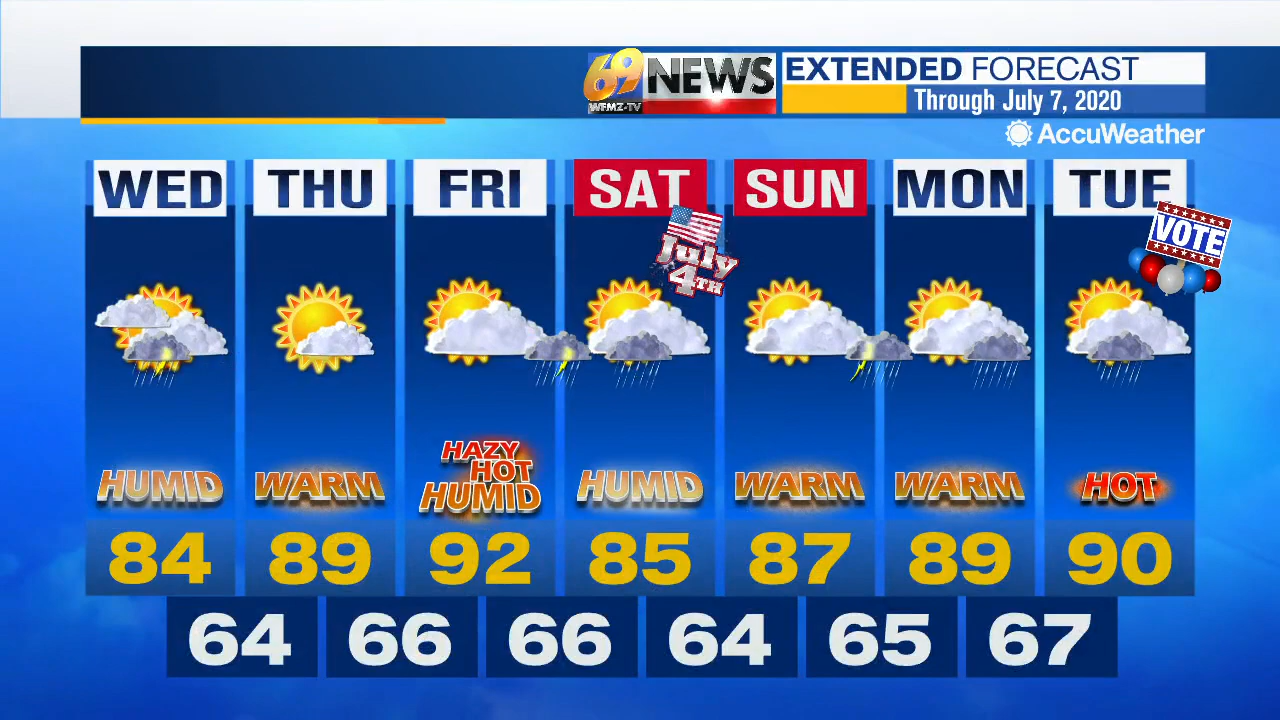 69 NEWS
WFMZ-TV
EXTENDED FORECAST
Through July 7, 2020
AccuWeather
WED THU FRI SAT SUN MON TUE
July
4TH
VOTE
HUMID WARM HAZY HOT HUMID HUMID WARM WARM HOT
84 89 92 85 87 89 90
64 66 66 64 65 67